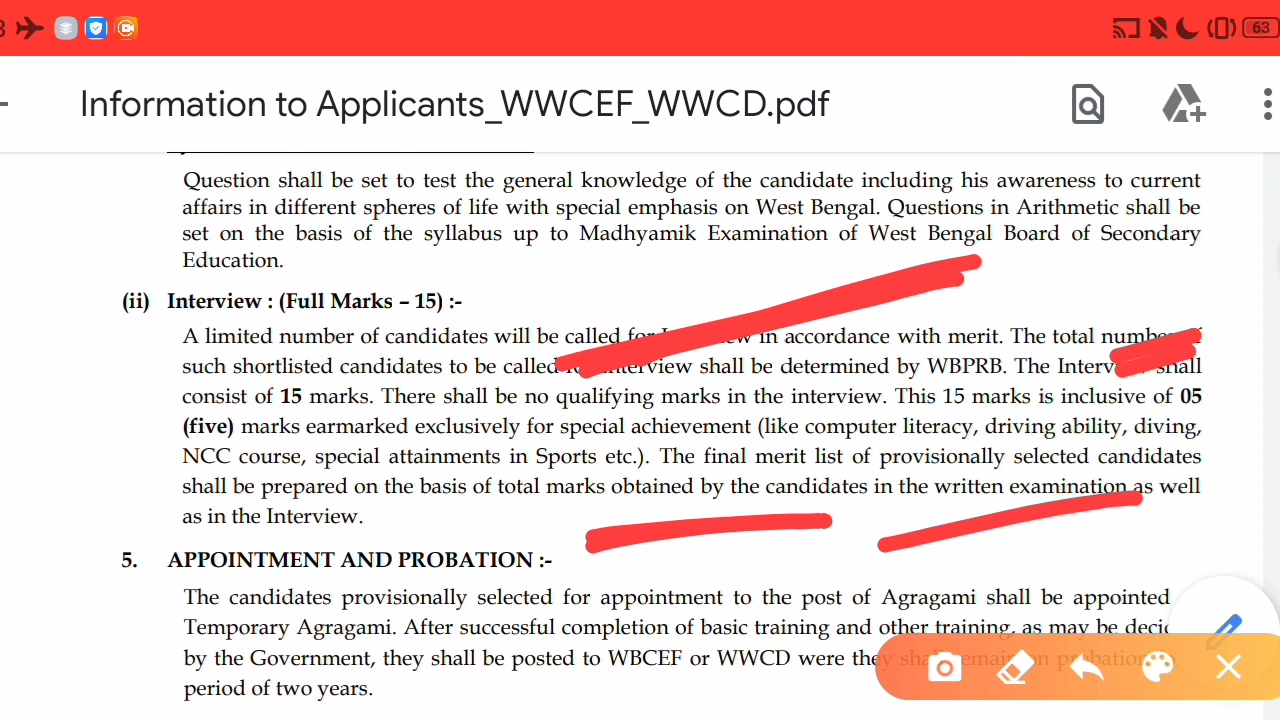 63
Information to Applicants_WWCEF_WWCD.pdf
Question shall be set to test the general knowledge of the candidate including his awareness to current
affairs in different spheres of life with special emphasis on West Bengal. Questions in Arithmetic shall be
set on the basis of the syllabus up to Madhyamik Examination of West Bengal Board of Secondary
Education.
(ii) Interview : (Full Marks – 15) :-
A limited number of candidates will be called in accordance with merit. The total
such shortlisted candidates to be called interview shall be determined by WBPRB. The shall
consist of 15 marks. There shall be no qualifying marks in the interview. This 15 marks is inclusive of 05
(five) marks earmarked exclusively for special achievement (like computer literacy, driving ability, diving,
NCC course, special attainments in Sports etc.). The final merit list of provisionally selected candidates
shall be prepared on the basis of total marks obtained by the candidates in the written examination as well
as in the Interview.
5. APPOINTMENT AND PROBATION :-
The candidates provisionally selected for appointment to the post of Agragami shall be appointed
Temporary Agragami. After successful completion of basic training and other training, as may be
by the Government, they shall be posted to WBCEF or WWCD were they
period of two years.